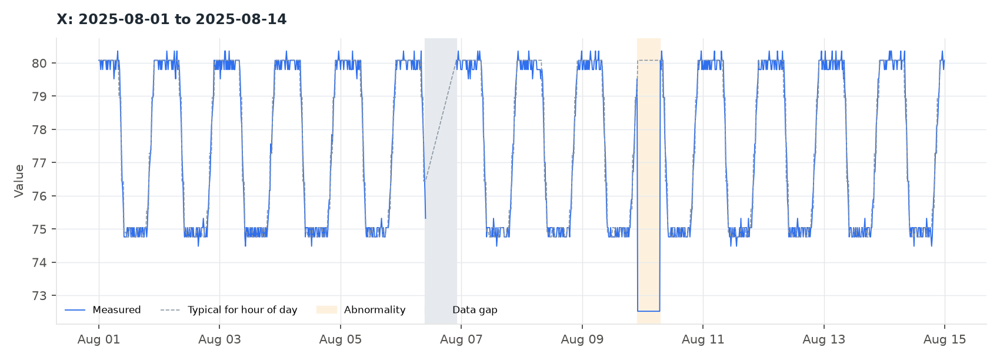 X: 2025-08-01 to 2025-08-14
Value
80
79
78
77
76
75
74
73
Measured
Typical for hour of day
Abnormality
Data gap
Aug 01
Aug 03
Aug 05
Aug 07
Aug 09
Aug 11
Aug 13
Aug 15